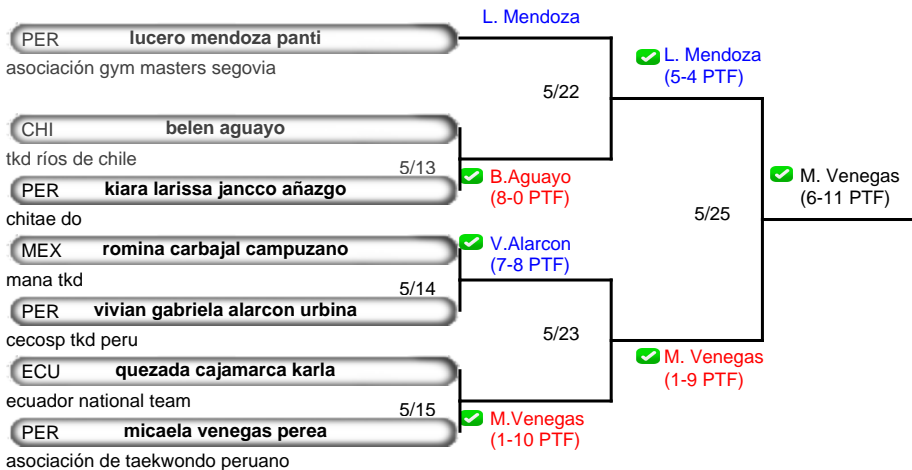 L. Mendoza
PER lucero mendoza panti
asociación gym masters segovia
L. Mendoza
(5-4 PTF)
5/22
CHI belen aguayo
tkd ríos de chile
5/13
PER kiara larissa jancco añazgo
chitae do
B.Aguayo
(8-0 PTF)
M. Venegas
(6-11 PTF)
5/25
MEX romina carbajal campuzano
mana tkd
V.Alarcon
(7-8 PTF)
5/14
PER vivian gabriela alarcon urbina
cecosp tkd peru
5/23
ECU quezada cajamarca karla
ecuador national team
M. Venegas
(1-9 PTF)
5/15
PER micaela venegas perea
asociación de taekwondo peruano
M.Venegas
(1-10 PTF)